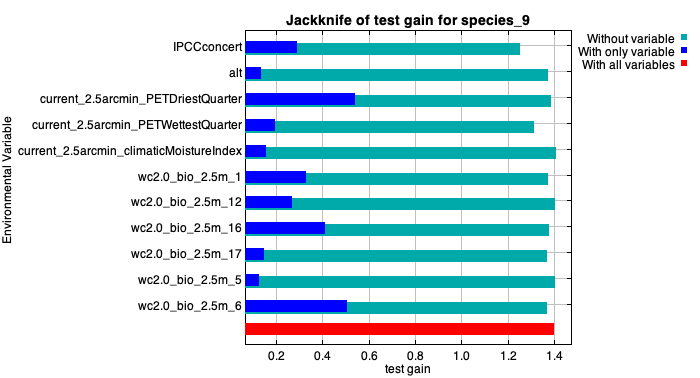 Jackknife of test gain for species_9
Without variable
With only variable
With all variables
Environmental Variable
IPCCconcert
alt
current_2.5arcmin_PETDriestQuarter
current_2.5arcmin_PETWettestQuarter
current_2.5arcmin_climaticMoistureIndex
wc2.0_bio_2.5m_1
wc2.0_bio_2.5m_12
wc2.0_bio_2.5m_16
wc2.0_bio_2.5m_17
wc2.0_bio_2.5m_5
wc2.0_bio_2.5m_6
0.2 0.4 0.6 0.8 1.0 1.2 1.4
test gain